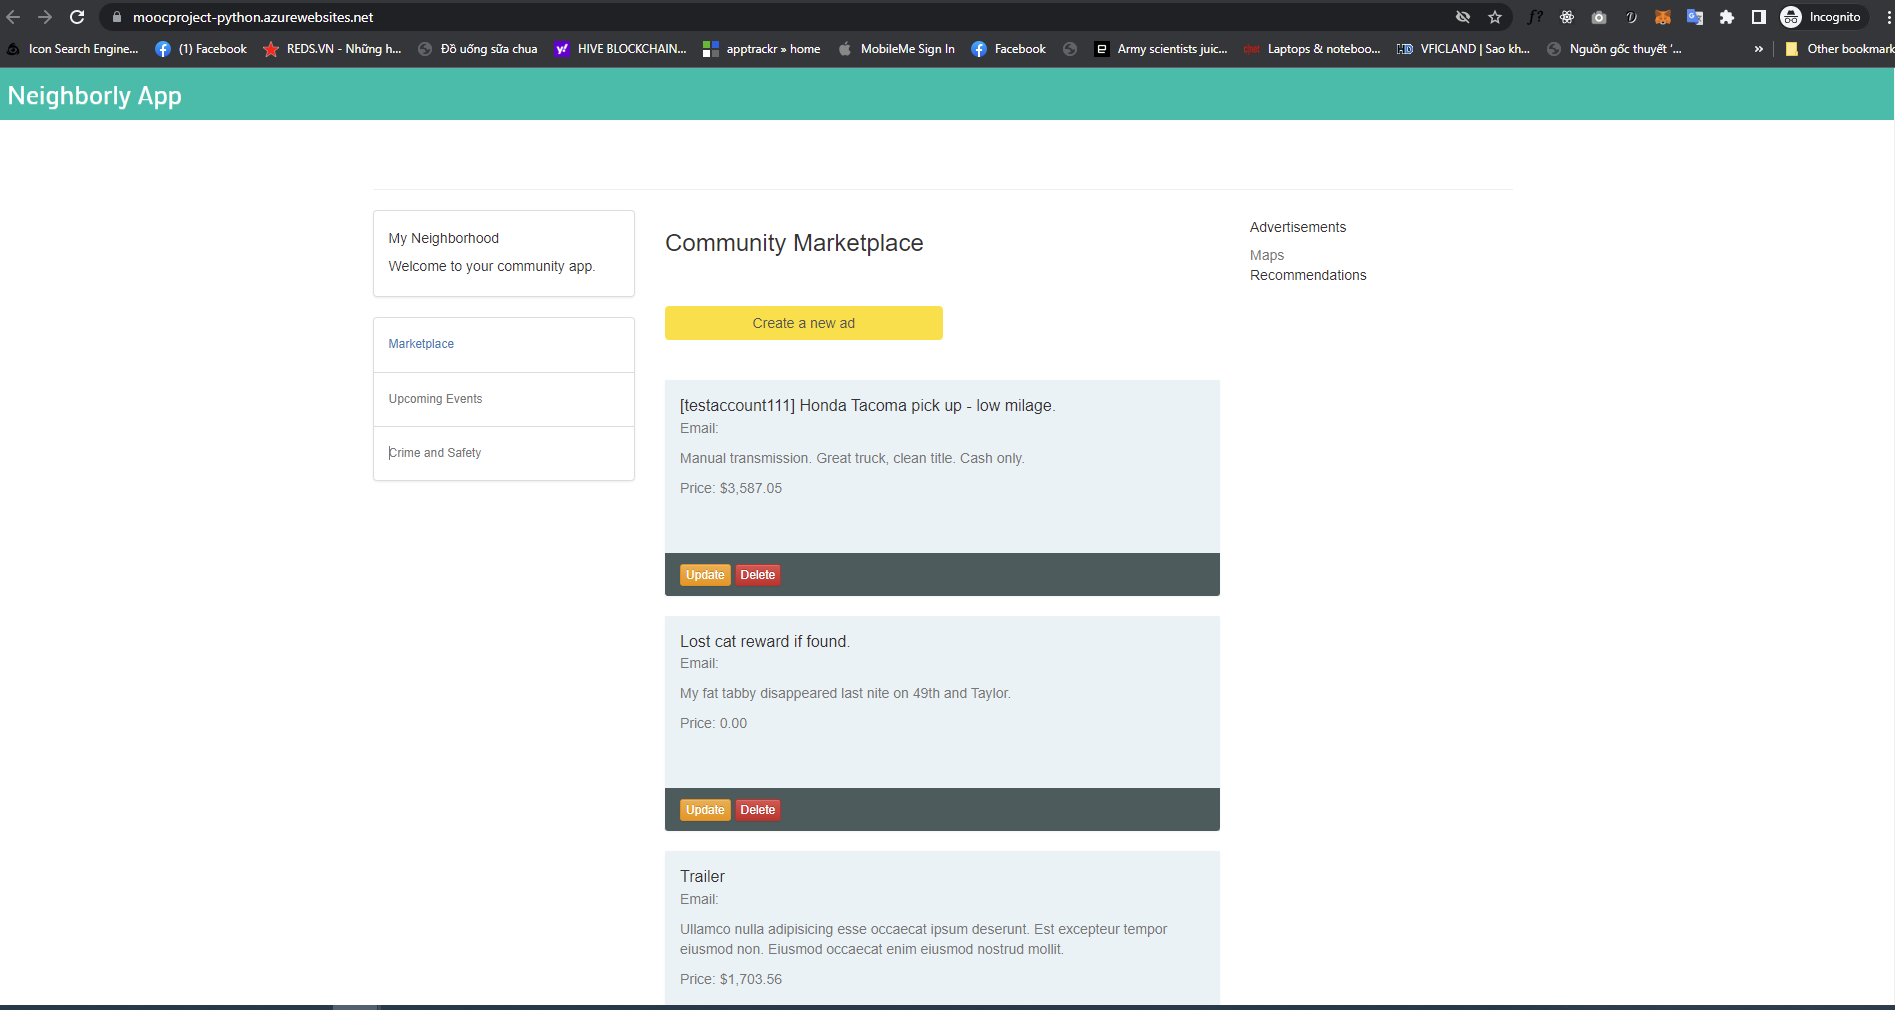 moocproject-python.azurewebsites.net
Incognito
Icon Search Engine...
(1) Facebook
REDS.VN - Những h...
Đồ uống sữa chua
HIVE BLOCKCHAIN...
apptrackr » home
MobileMe Sign In
Facebook
Army scientists juic...
Laptops & noteboo...
VFICLAND | Sao kh...
Nguồn gốc thuyết '...
»
Other bookmark
Neighborly App
My Neighborhood
Welcome to your community app.
Marketplace
Upcoming Events
Crime and Safety
Community Marketplace
Create a new ad
[testaccount111] Honda Tacoma pick up - low milage.
Email:
Manual transmission. Great truck, clean title. Cash only.
Price: $3,587.05
Update Delete
Lost cat reward if found.
Email:
My fat tabby disappeared last nite on 49th and Taylor.
Price: 0.00
Update Delete
Trailer
Email:
Ullamco nulla adipisicing esse occaecat ipsum deserunt. Est excepteur tempor
eiusmod non. Eiusmod occaecat enim eiusmod nostrud mollit.
Price: $1,703.56
Advertisements
Maps
Recommendations